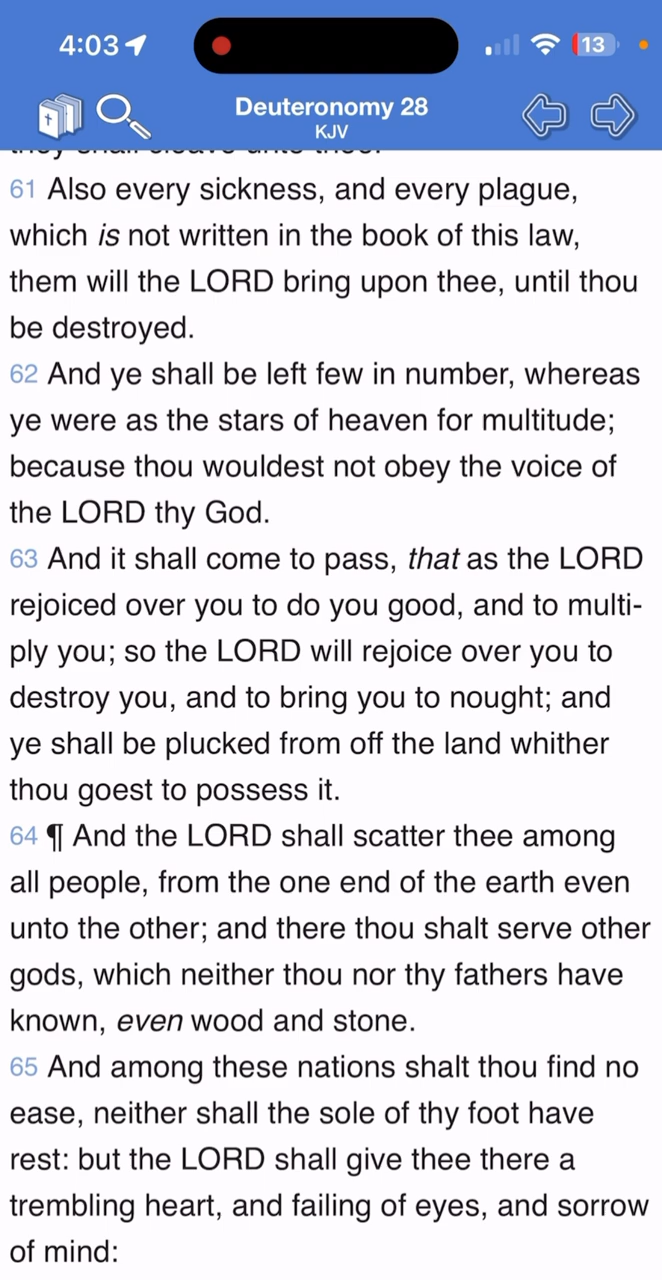 4:03
13
Deuteronomy 28
KJV
they shall cleave unto thee.
61 Also every sickness, and every plague,
which is not written in the book of this law,
them will the LORD bring upon thee, until thou
be destroyed.
62 And ye shall be left few in number, whereas
ye were as the stars of heaven for multitude;
because thou wouldest not obey the voice of
the LORD thy God.
63 And it shall come to pass, that as the LORD
rejoiced over you to do you good, and to multi-
ply you; so the LORD will rejoice over you to
destroy you, and to bring you to nought; and
ye shall be plucked from off the land whither
thou goest to possess it.
64 ¶ And the LORD shall scatter thee among
all people, from the one end of the earth even
unto the other; and there thou shalt serve other
gods, which neither thou nor thy fathers have
known, even wood and stone.
65 And among these nations shalt thou find no
ease, neither shall the sole of thy foot have
rest: but the LORD shall give thee there a
trembling heart, and failing of eyes, and sorrow
of mind: